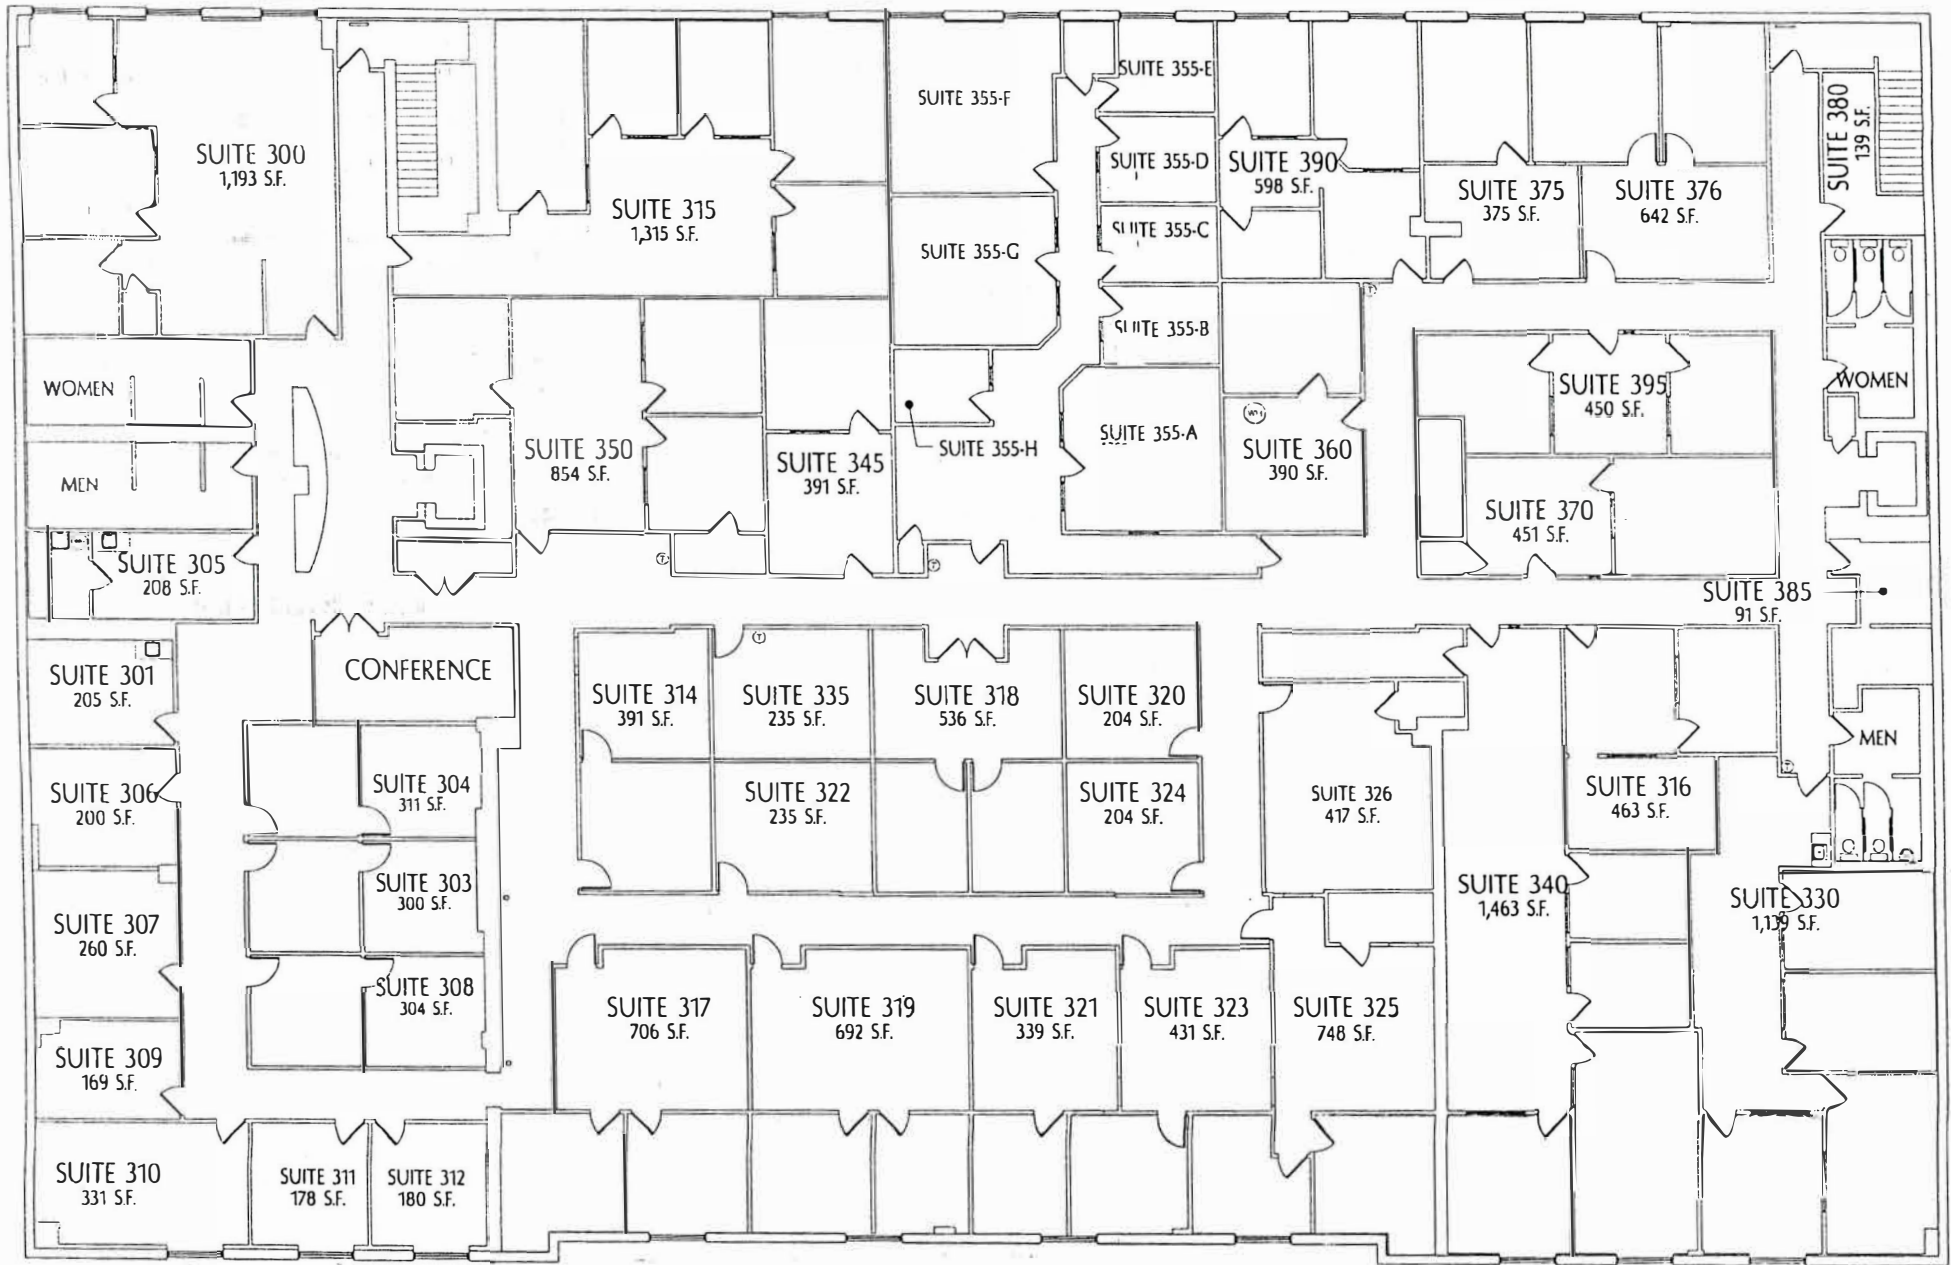 SUITE 300
1,193 S.F.
SUITE 315
1,315 S.F.
SUITE 355-F
SUITE 355-E
SUITE 355-D
SUITE 355-C
SUITE 355-G
SUITE 355-B
SUITE 355-A
SUITE 355-H
SUITE 390
598 S.F.
SUITE 375
375 S.F.
SUITE 376
642 S.F.
SUITE 380
139 S.F.
WOMEN
MEN
SUITE 350
854 S.F.
SUITE 345
391 S.F.
SUITE 360
390 S.F.
SUITE 395
450 S.F.
SUITE 370
451 S.F.
WOMEN
SUITE 305
208 S.F.
SUITE 385
91 S.F.
SUITE 301
205 S.F.
CONFERENCE
SUITE 314
391 S.F.
SUITE 335
235 S.F.
SUITE 318
536 S.F.
SUITE 320
204 S.F.
MEN
SUITE 306
200 S.F.
SUITE 304
311 S.F.
SUITE 322
235 S.F.
SUITE 324
204 S.F.
SUITE 326
417 S.F.
SUITE 316
463 S.F.
SUITE 303
300 S.F.
SUITE 340
1,463 S.F.
SUITE 330
1,139 S.F.
SUITE 307
260 S.F.
SUITE 308
304 S.F.
SUITE 317
706 S.F.
SUITE 319
692 S.F.
SUITE 321
339 S.F.
SUITE 323
431 S.F.
SUITE 325
748 S.F.
SUITE 309
169 S.F.
SUITE 310
331 S.F.
SUITE 311
178 S.F.
SUITE 312
180 S.F.
T
T
T
T
T